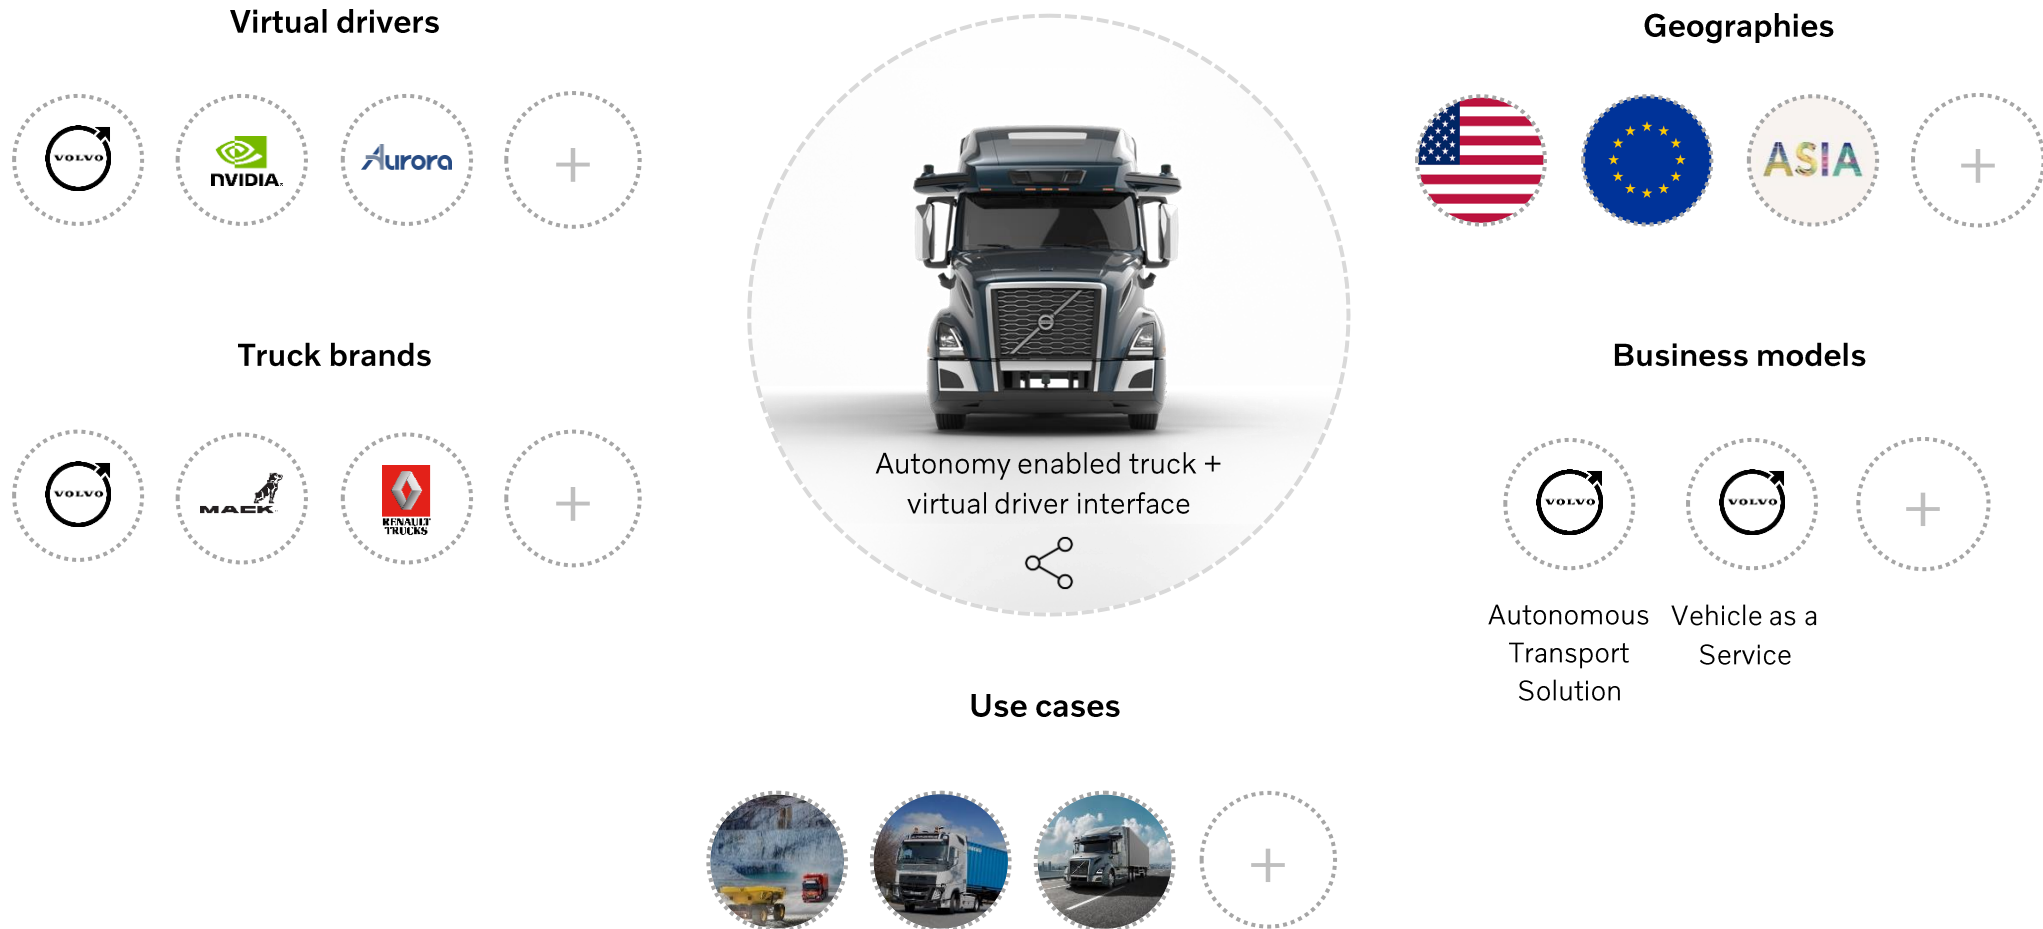 Virtual drivers
VOLVO
NVIDIA.
Aurora
+
Truck brands
VOLVO
MACK
RENAULT
TRUCKS
+
Autonomy enabled truck +
virtual driver interface
Geographies
ASIA
+
Business models
VOLVO
VOLVO
+
Autonomous
Transport
Solution
Vehicle as a
Service
Use cases
+